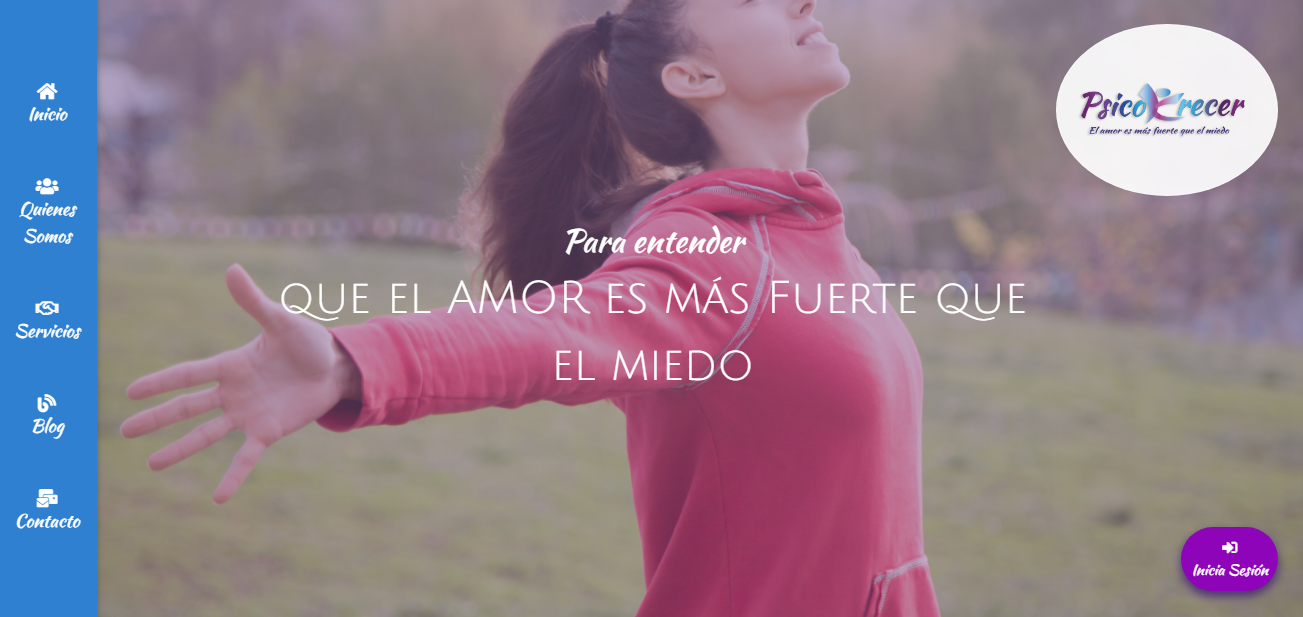 Inicio
Quienes
Somos
Servicios
Blog
Contacto
PsicoCrecer
El amor es más fuerte que el miedo
Para entender
que el AMOR es más Fuerte que
el miedo
Inicia Sesión